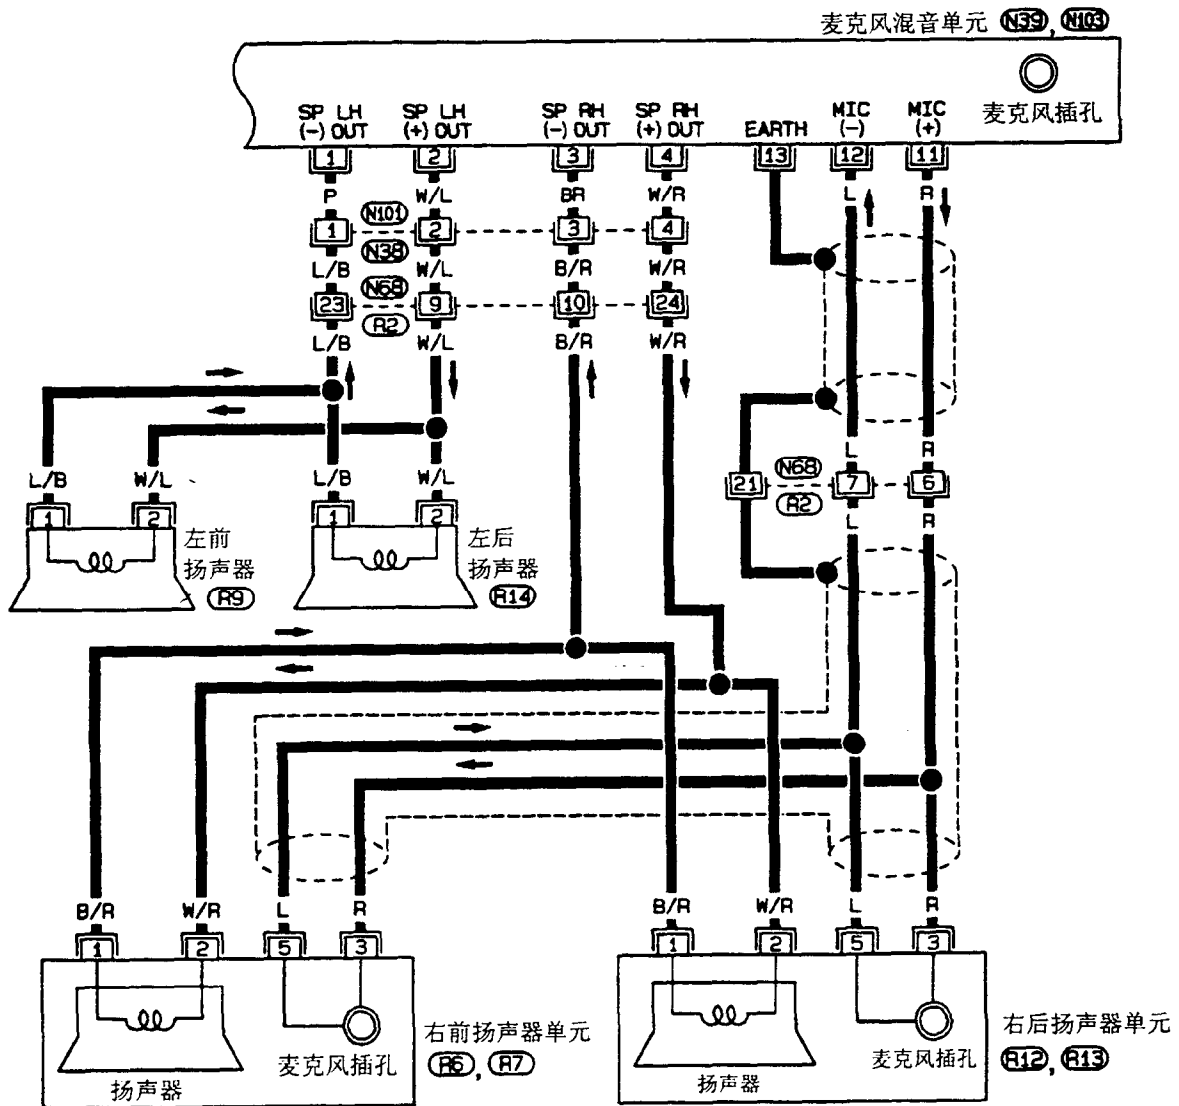 麦克风混音单元 N39, N103
麦克风插孔
SP LH SP LH SP RH SP RH MIC MIC
(-) OUT (+) OUT (-) OUT (+) OUT EARTH (-) (+)
1 2 3 4 13 12 11
P W/L BR W/R L R
N101
1 2 3 4
N38
L/B W/L B/R W/R
N68
23 9 10 24
R2
L/B W/L B/R W/R
L R
L/B W/L L/B W/L
N68
21 7 6
R2
L R
1 2 1 2
左前
扬声器
R9
左后
扬声器
R14
B/R W/R L R B/R W/R L R
1 2 5 3 1 2 5 3
右前扬声器单元
R6, R7
麦克风插孔
扬声器
右后扬声器单元
R12, R13
麦克风插孔
扬声器